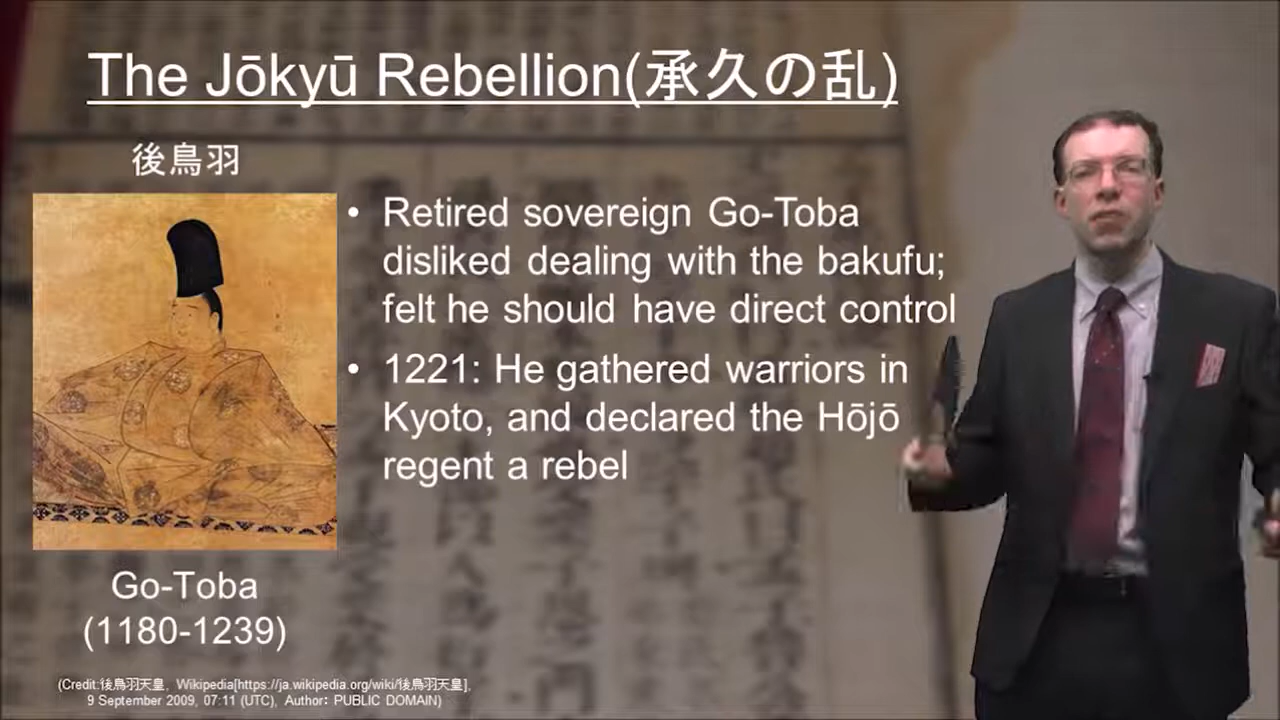 The Jōkyū Rebellion(承久の乱)
後鳥羽
• Retired sovereign Go-Toba
disliked dealing with the bakufu;
felt he should have direct control
• 1221: He gathered warriors in
Kyoto, and declared the Hōjō
regent a rebel
Go-Toba
(1180-1239)
(Credit:後鳥羽天皇, Wikipedia[https://ja.wikipedia.org/wiki/後鳥羽天皇],
9 September 2009, 07:11 (UTC), Author: PUBLIC DOMAIN)